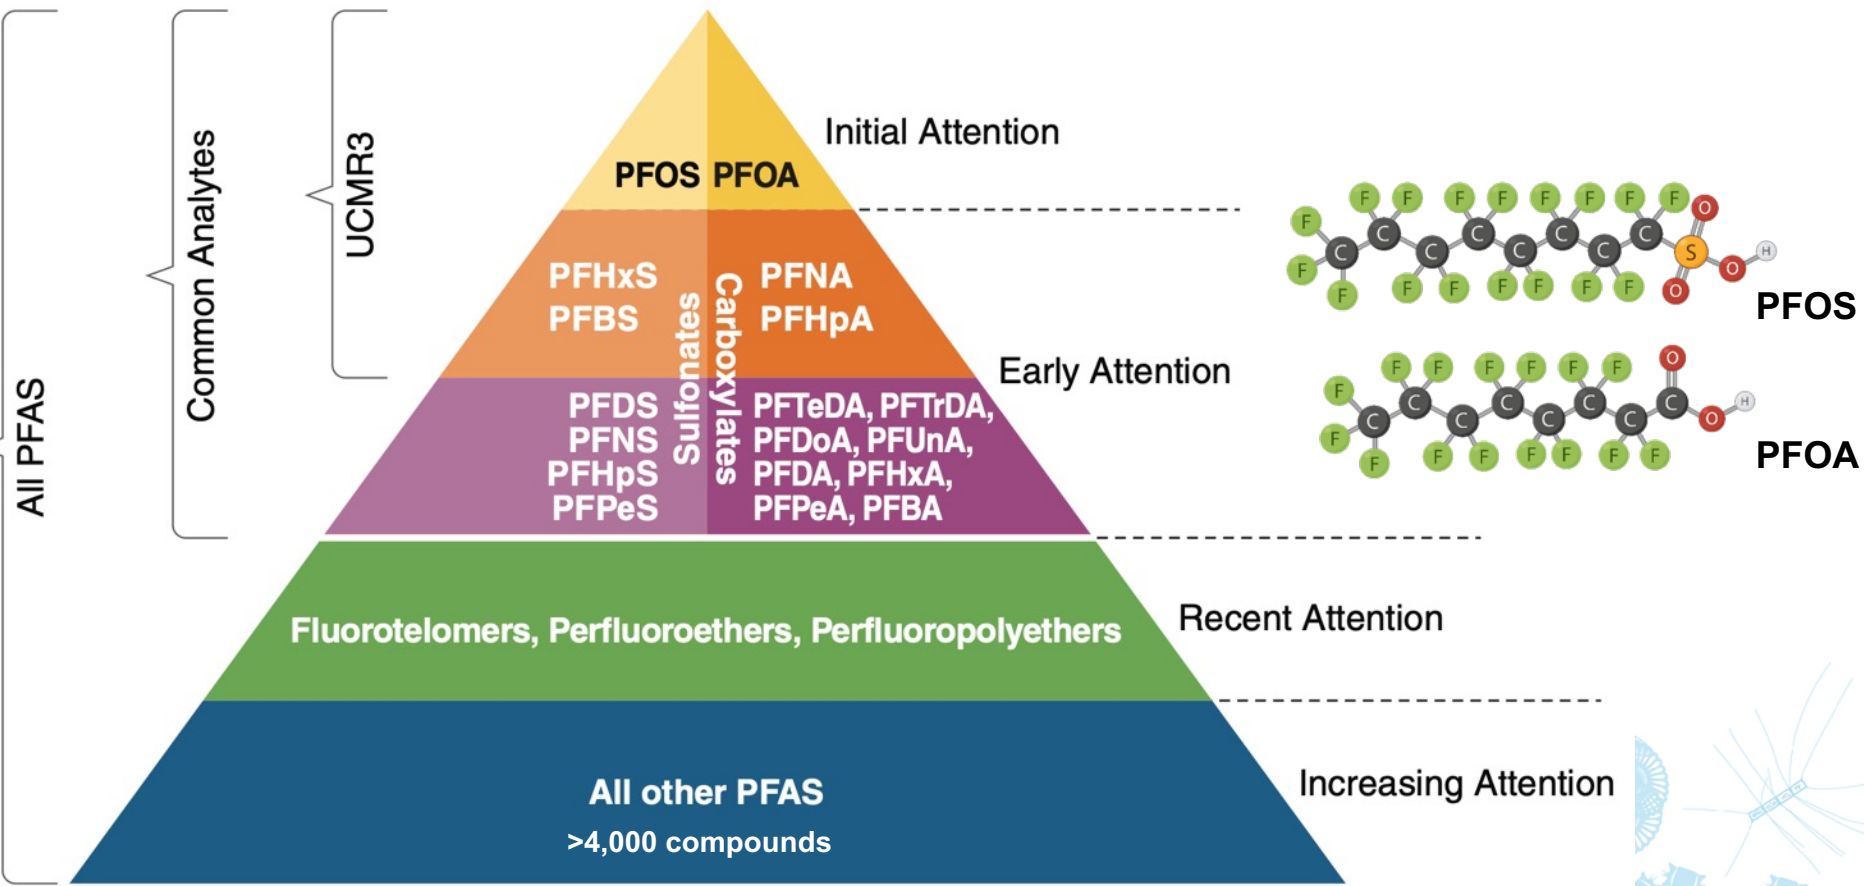 All PFAS
Common Analytes
UCMR3
PFOS PFOA
Initial Attention
PFHxS
PFBS
PFNA
PFHpA
Sulfonates
Carboxylates
Early Attention
PFDS
PFNS
PFHpS
PFPeS
PFTeDA, PFTrDA,
PFDoA, PFUnA,
PFDA, PFHxA,
PFPeA, PFBA
Fluorotelomers, Perfluoroethers, Perfluoropolyethers
Recent Attention
All other PFAS
>4,000 compounds
Increasing Attention
F F F F F F F F O
F C C C C C C C C S O H
F F F F F F F F F O
PFOS
F F F F F F F O
F C C C C C C C C O H
F F F F F F F F
PFOA